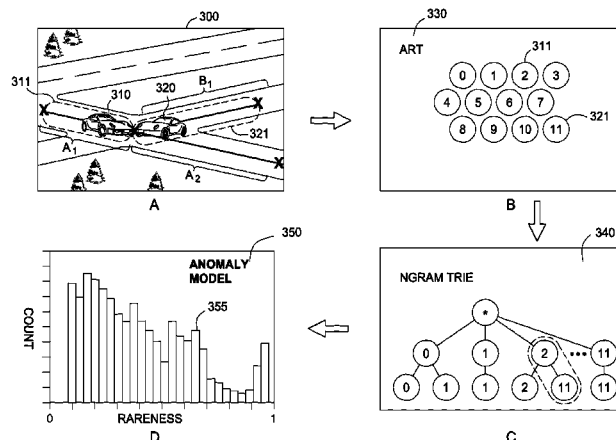 300
311
310
320
B1
321
A1
A2
A
330
ART
311
0 1 2 3
4 5 6 7
321
8 9 10 11
B
350
ANOMALY
MODEL
355
COUNT
0 RARENESS 1
D
340
NGRAM TRIE
*
0 1 2 ••• 11
0 1 1 2 11 11
C